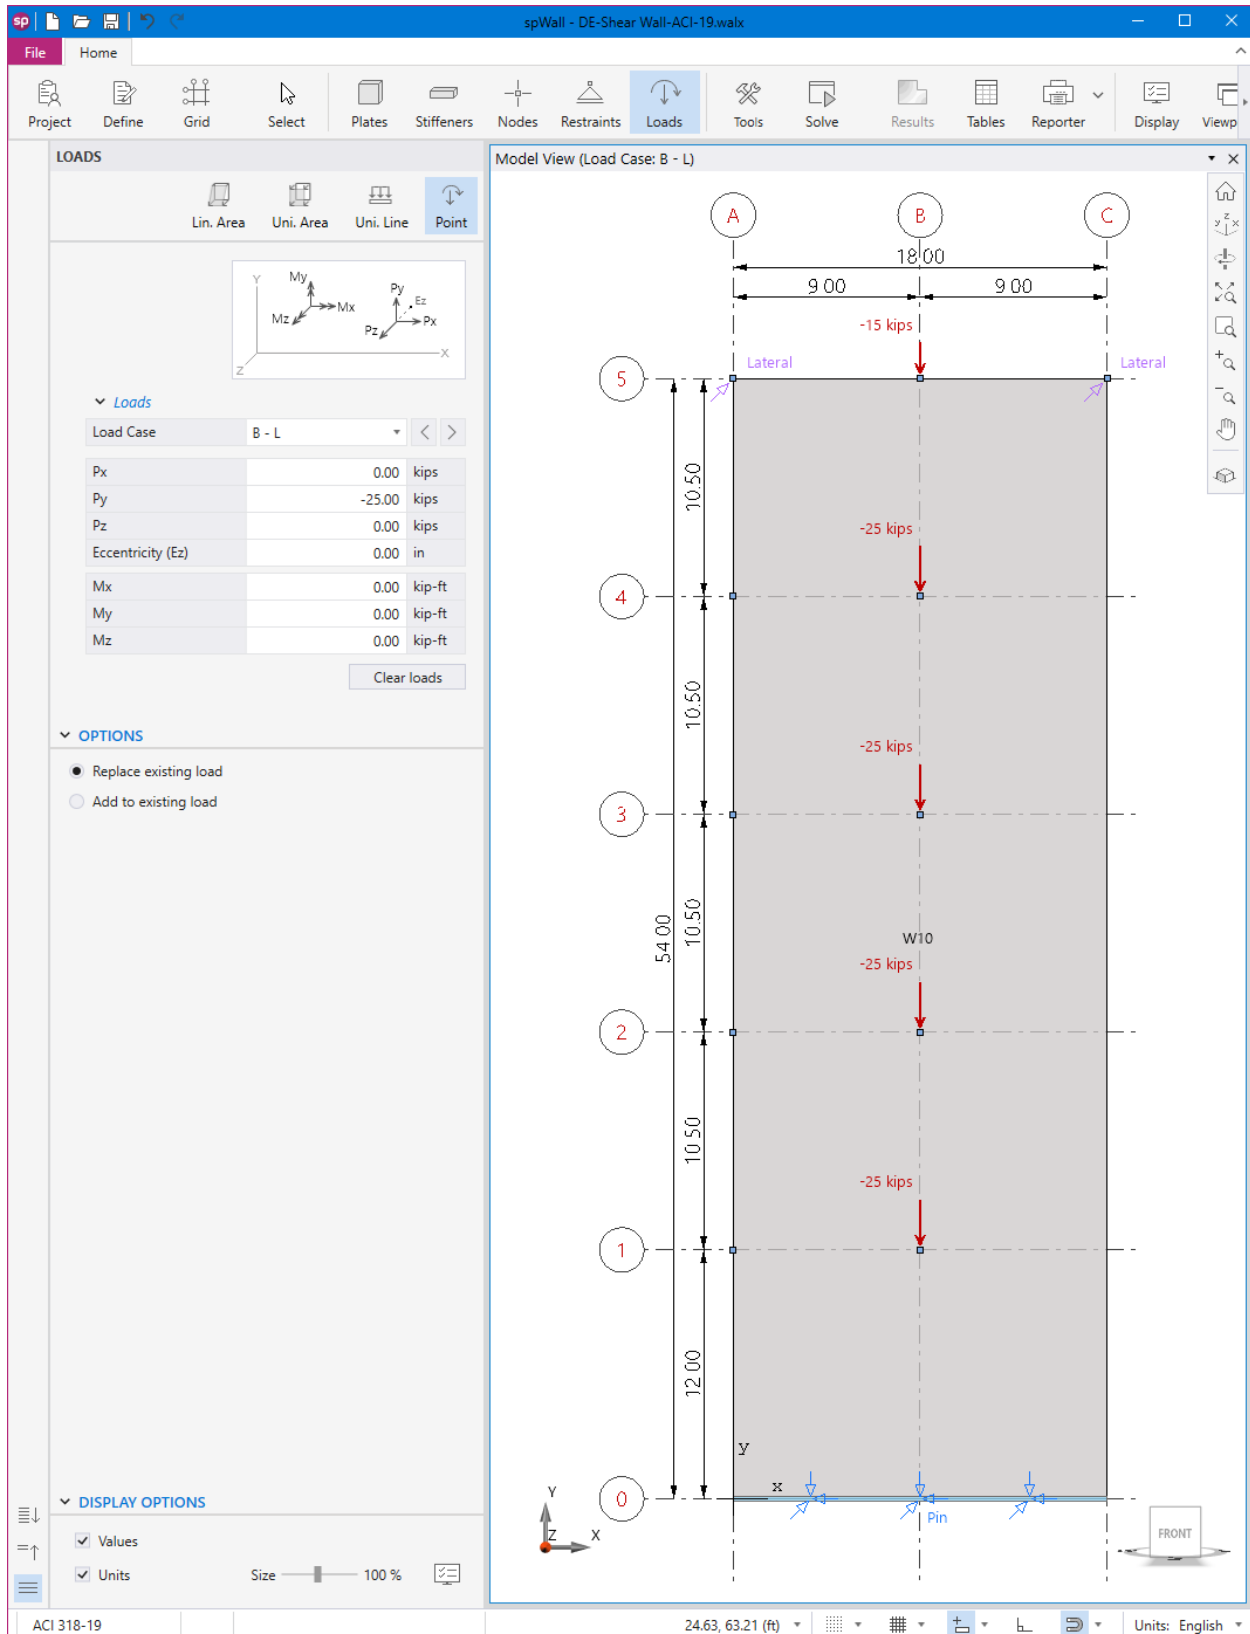 sp
spWall - DE-Shear Wall-ACI-19.walx
File Home
Project Define Grid Select Plates Stiffeners Nodes Restraints Loads Tools Solve Results Tables Reporter Display Viewp
LOADS
Lin. Area Uni. Area Uni. Line Point
Y My Mx Mz Py Ez Pz Px X Z
Loads
Load Case B - L
Px 0.00 kips
Py -25.00 kips
Pz 0.00 kips
Eccentricity (Ez) 0.00 in
Mx 0.00 kip-ft
My 0.00 kip-ft
Mz 0.00 kip-ft
Clear loads
OPTIONS
Replace existing load
Add to existing load
DISPLAY OPTIONS
Values
Units Size 100 %
Model View (Load Case: B - L)
A B C
18.00
9.00 9.00
-15 kips
Lateral Lateral
5
10.50
-25 kips
4
10.50
-25 kips
3
54.00
10.50
W10
-25 kips
2
10.50
-25 kips
1
12.00
y
x
0
Pin
Y
Z X
FRONT
y z x
ACI 318-19
24.63, 63.21 (ft)
Units: English